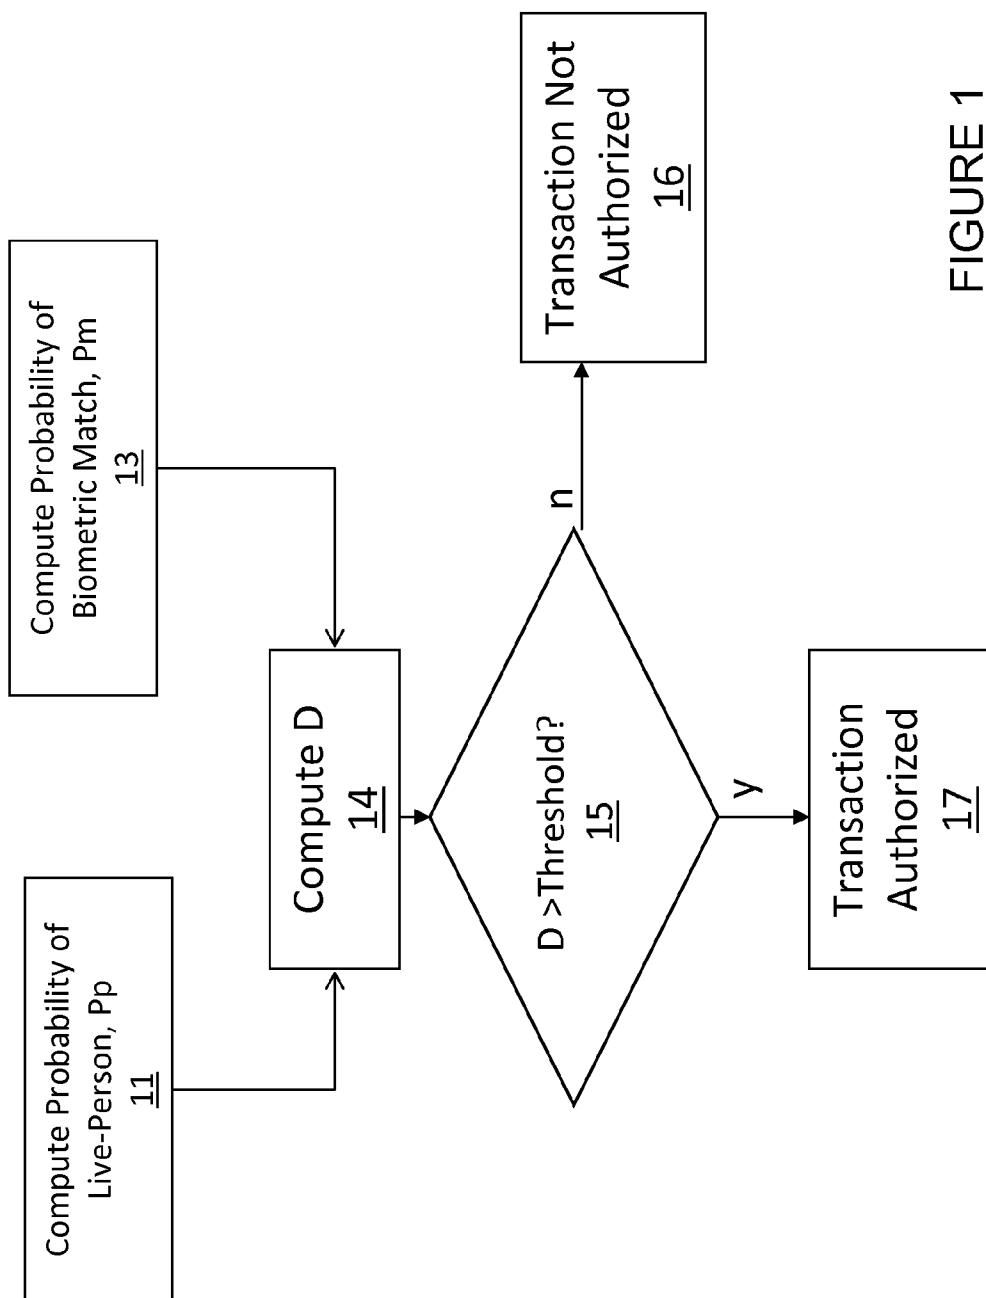 Compute Probability of
Live-Person, Pp
11
Compute Probability of
Biometric Match, Pm
13
Compute D
14
D >Threshold?
15
n
y
Transaction Not
Authorized
16
Transaction
Authorized
17
FIGURE 1